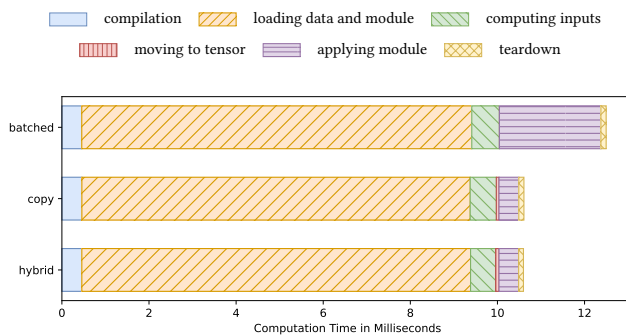 compilation loading data and module computing inputs
moving to tensor applying module teardown
batched
copy
hybrid
0 2 4 6 8 10 12
Computation Time in Milliseconds